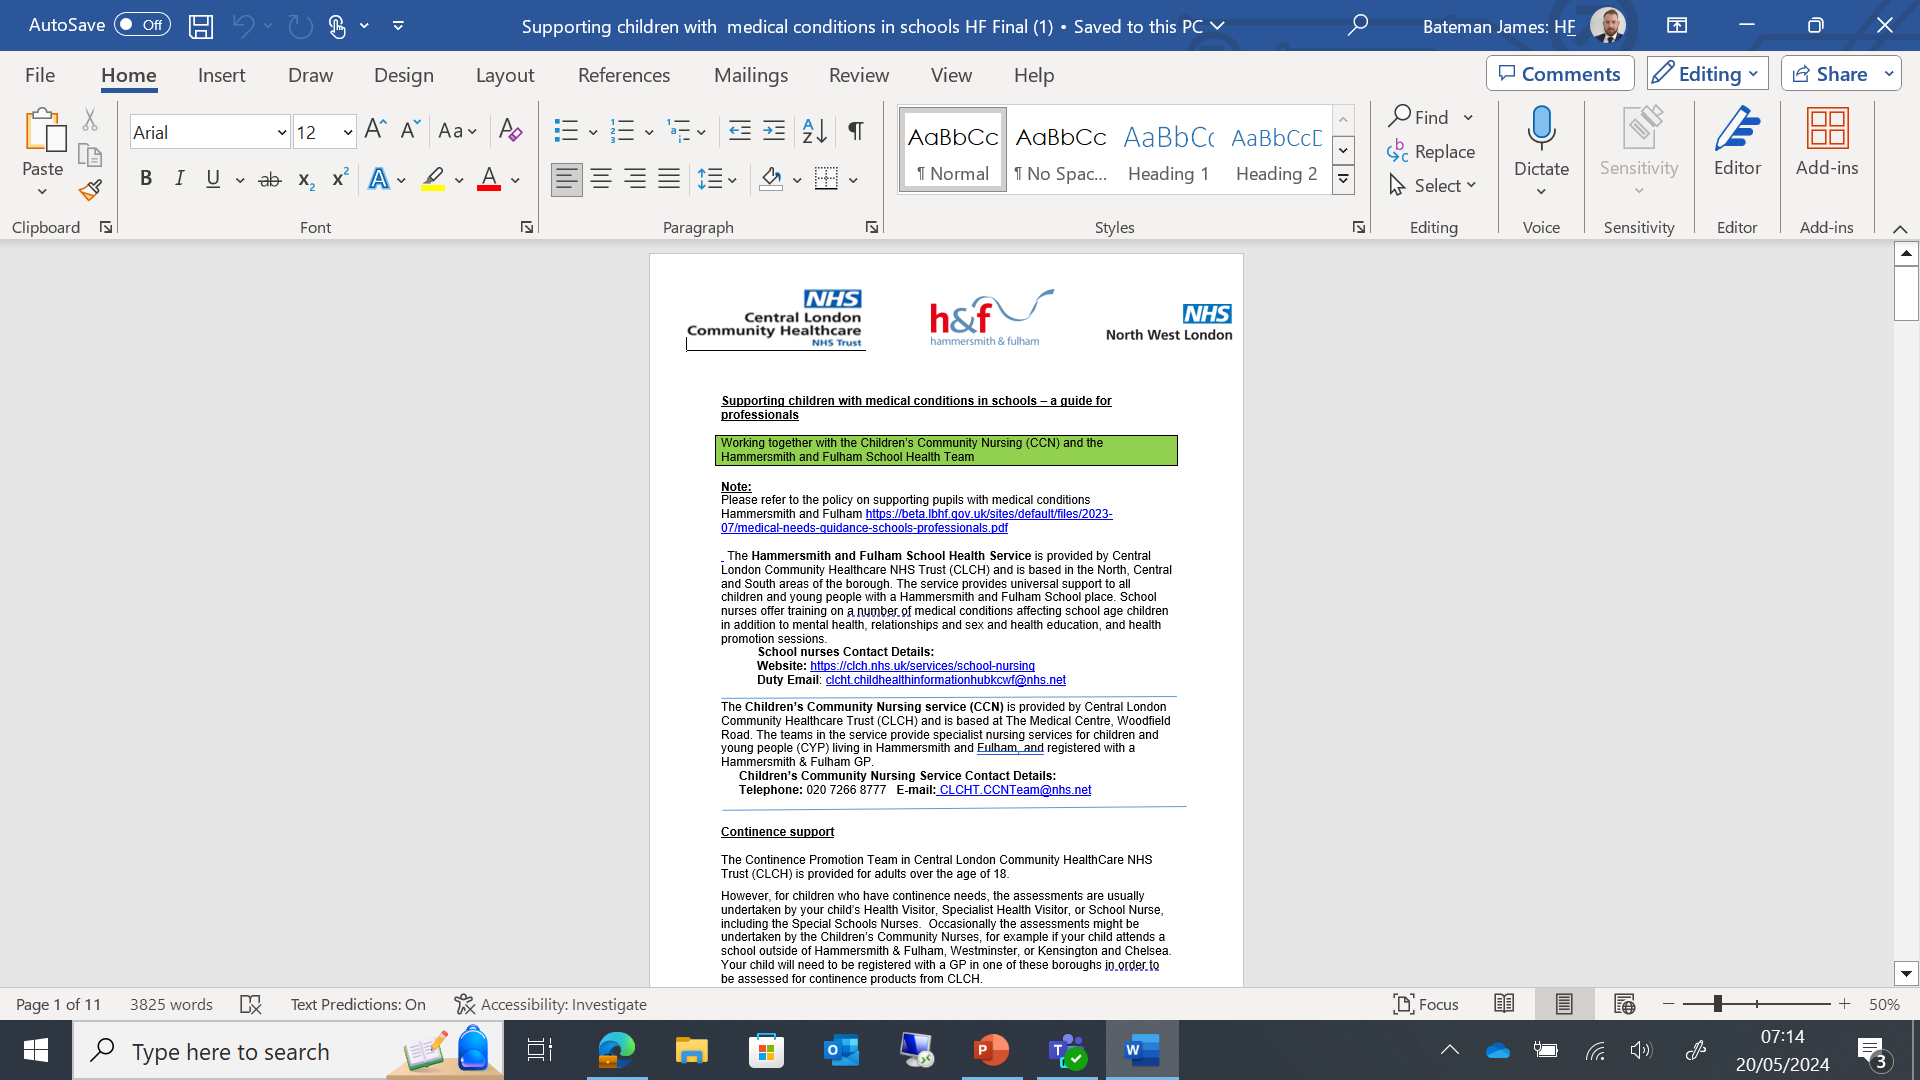 AutoSave Off Supporting children with medical conditions in schools HF Final (1) • Saved to this PC Bateman James: HF
File Home Insert Draw Design Layout References Mailings Review View Help Comments Editing Share
Arial 12 Aa
AaBbCc AaBbCc AaBbCc AaBbCcD
Find
Replace
Select
Paste
B I U ab x2 x2 A A
¶ Normal ¶ No Spac... Heading 1 Heading 2
Dictate Sensitivity Editor Add-ins
Clipboard Font Paragraph Styles Editing Voice Sensitivity Editor Add-ins
NHS
Central London
Community Healthcare
NHS Trust
h&f
hammersmith & fulham
NHS
North West London
Supporting children with medical conditions in schools – a guide for
professionals
Working together with the Children's Community Nursing (CCN) and the
Hammersmith and Fulham School Health Team
Note:
Please refer to the policy on supporting pupils with medical conditions
Hammersmith and Fulham https://beta.lbhf.gov.uk/sites/default/files/2023-
07/medical-needs-guidance-schools-professionals.pdf
The Hammersmith and Fulham School Health Service is provided by Central
London Community Healthcare NHS Trust (CLCH) and is based in the North, Central
and South areas of the borough. The service provides universal support to all
children and young people with a Hammersmith and Fulham School place. School
nurses offer training on a number of medical conditions affecting school age children
in addition to mental health, relationships and sex and health education, and health
promotion sessions.
School nurses Contact Details:
Website: https://clch.nhs.uk/services/school-nursing
Duty Email: clcht.childhealthinformationhubkcwf@nhs.net
The Children's Community Nursing service (CCN) is provided by Central London
Community Healthcare Trust (CLCH) and is based at The Medical Centre, Woodfield
Road. The teams in the service provide specialist nursing services for children and
young people (CYP) living in Hammersmith and Fulham, and registered with a
Hammersmith & Fulham GP.
Children's Community Nursing Service Contact Details:
Telephone: 020 7266 8777 E-mail: CLCHT.CCNTeam@nhs.net
Continence support
The Continence Promotion Team in Central London Community HealthCare NHS
Trust (CLCH) is provided for adults over the age of 18.
However, for children who have continence needs, the assessments are usually
undertaken by your child's Health Visitor, Specialist Health Visitor, or School Nurse,
including the Special Schools Nurses. Occasionally the assessments might be
undertaken by the Children's Community Nurses, for example if your child attends a
school outside of Hammersmith & Fulham, Westminster, or Kensington and Chelsea.
Your child will need to be registered with a GP in one of these boroughs in order to
be assessed for continence products from CLCH.
Page 1 of 11 3825 words Text Predictions: On Accessibility: Investigate Focus 50%
Type here to search
07:14
20/05/2024
3